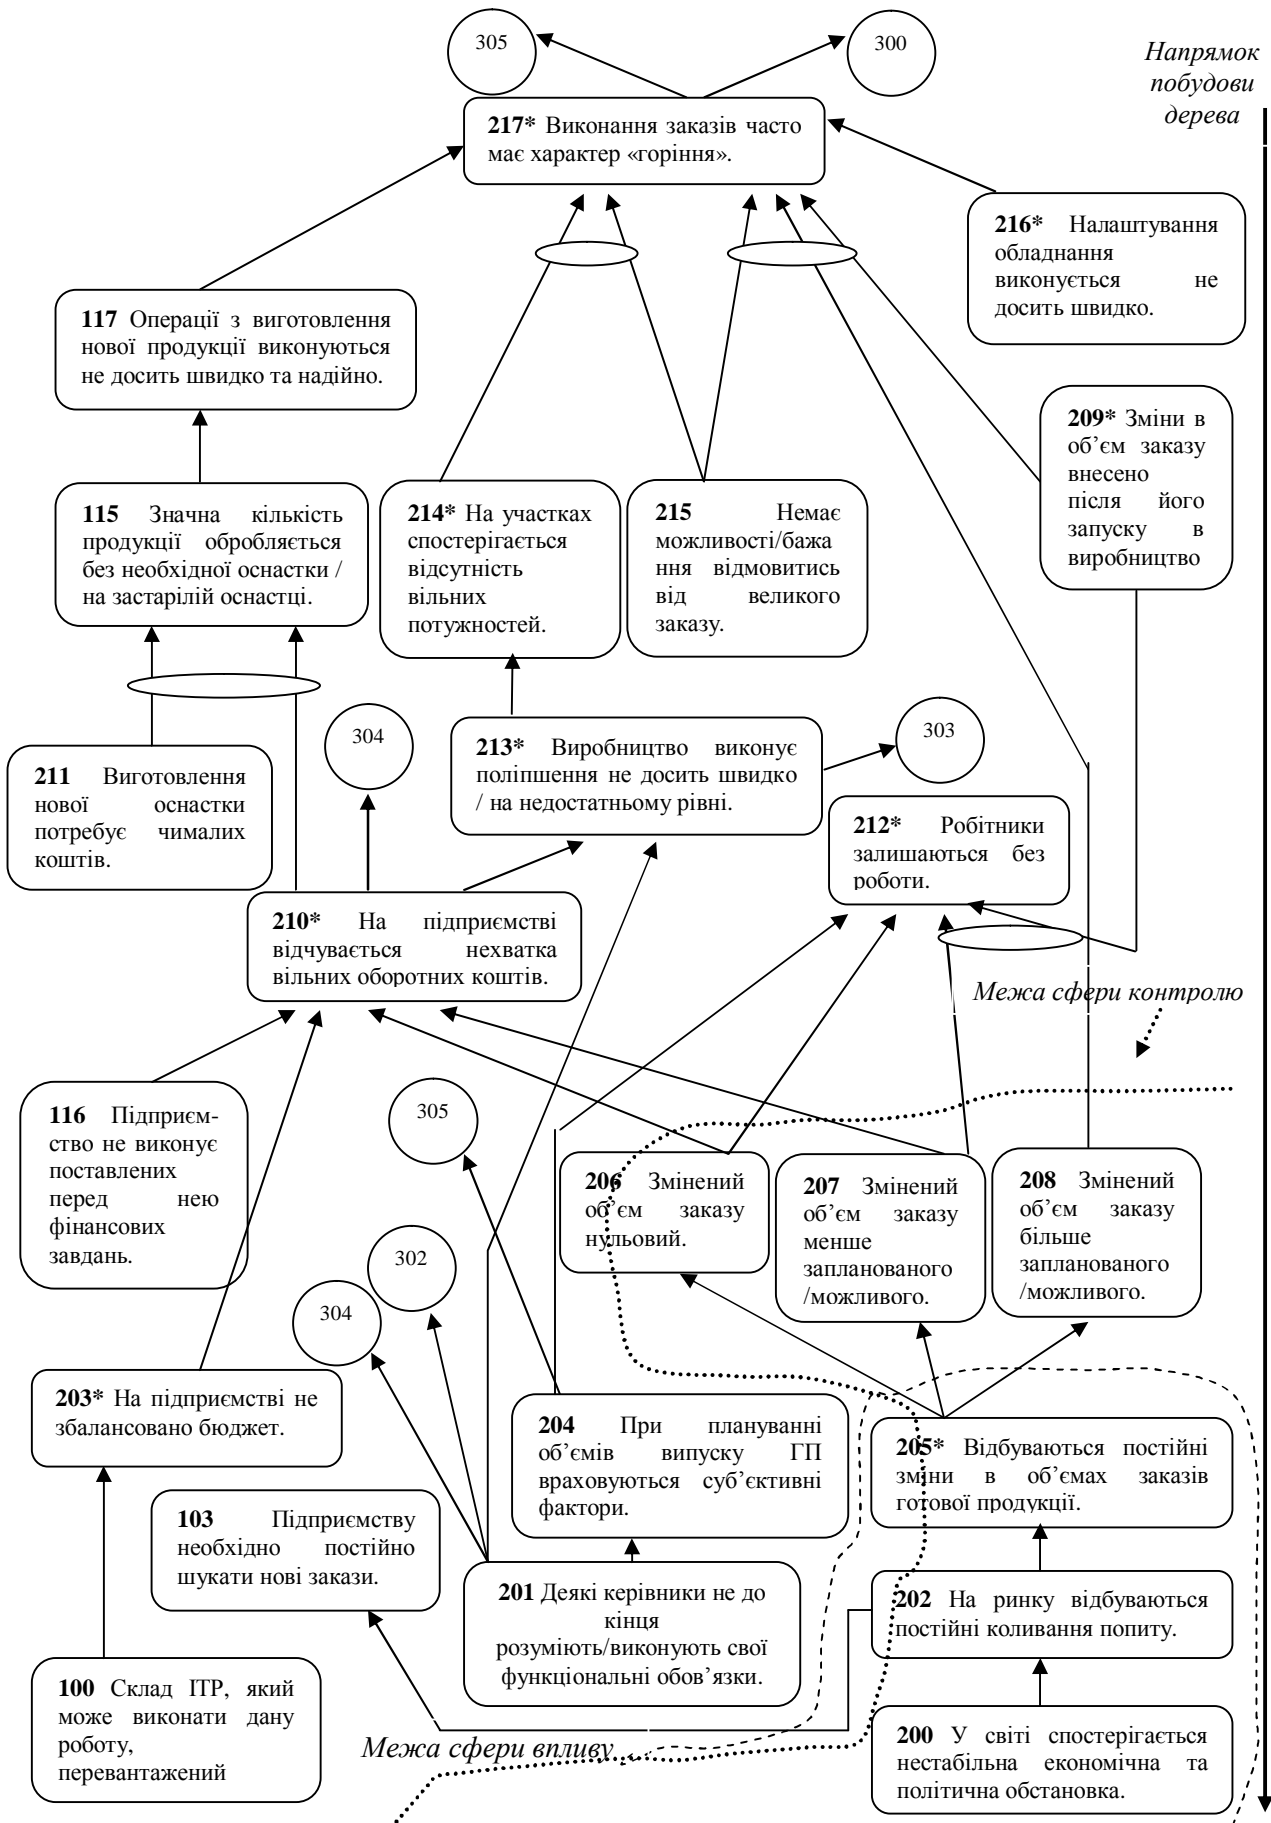 305
300
Напрямок
побудови
дерева
217* Виконання заказів часто
має характер «горіння».
216* Налаштування
обладнання
виконується не
досить швидко.
117 Операції з виготовлення
нової продукції виконуються
не досить швидко та надійно.
209* Зміни в
об’єм заказу
внесено
після його
запуску в
виробництво
115 Значна кількість
продукції обробляється
без необхідної оснастки /
на застарілій оснастці.
214* На участках
спостерігається
відсутність
вільних
потужностей.
215 Немає
можливості/бажа
ння відмовитись
від великого
заказу.
304
303
213* Виробництво виконує
поліпшення не досить швидко
/ на недостатньому рівні.
211 Виготовлення
нової оснастки
потребує чималих
коштів.
212* Робітники
залишаються без
роботи.
210* На підприємстві
відчувається нехватка
вільних оборотних коштів.
Межа сфери контролю
116 Підприєм-
ство не виконує
поставлених
перед нею
фінансових
завдань.
305
206 Змінений
об’єм заказу
нульовий.
207 Змінений
об’єм заказу
менше
запланованого
/можливого.
208 Змінений
об’єм заказу
більше
запланованого
/можливого.
302
304
203* На підприємстві не
збалансовано бюджет.
204 При плануванні
об’ємів випуску ГП
враховуються суб’єктивні
фактори.
205* Відбуваються постійні
зміни в об’ємах заказів
готової продукції.
103 Підприємству
необхідно постійно
шукати нові закази.
201 Деякі керівники не до
кінця
розуміють/виконують свої
функціональні обов’язки.
202 На ринку відбуваються
постійні коливання попиту.
100 Склад ІТР, який
може виконати дану
роботу,
перевантажений
Межа сфери впливу
200 У світі спостерігається
нестабільна економічна та
політична обстановка.